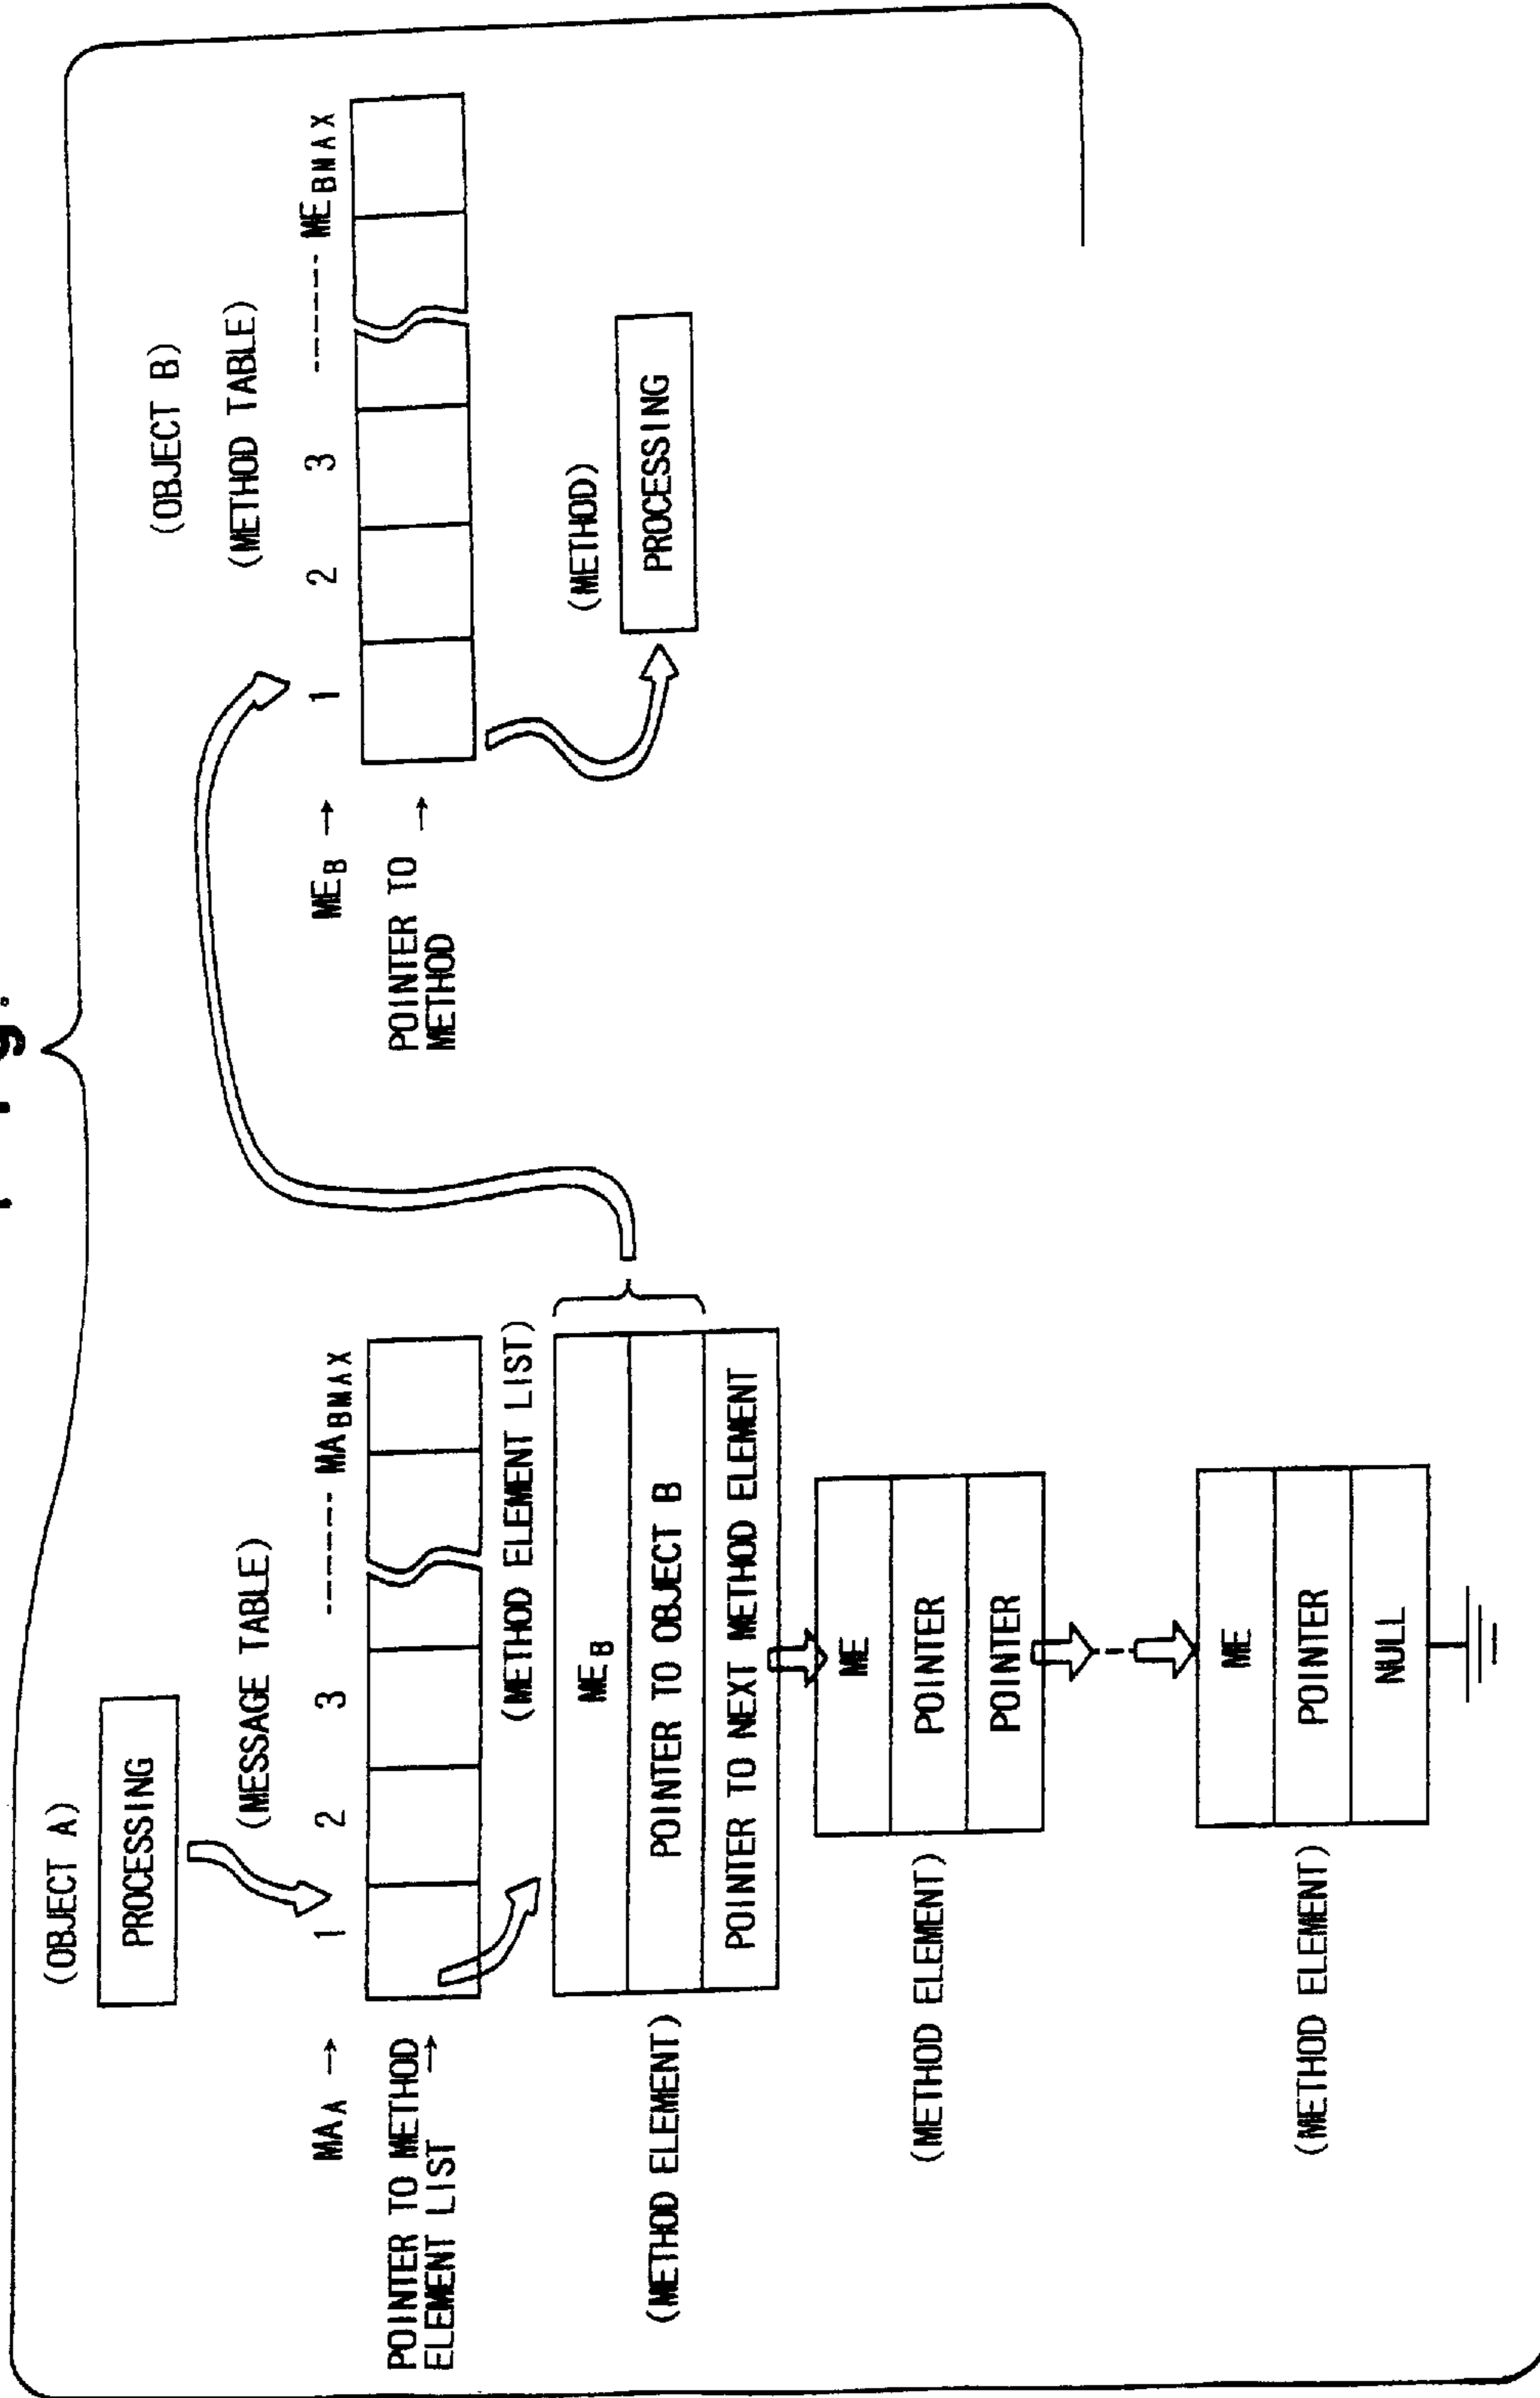 (OBJECT A)
PROCESSING
(MESSAGE TABLE)
MA_A → 1 2 3 ------ MA_BMAX
POINTER TO METHOD
ELEMENT LIST →
(METHOD ELEMENT LIST)
(METHOD ELEMENT)
ME_B
POINTER TO OBJECT B
POINTER TO NEXT METHOD ELEMENT
(METHOD ELEMENT)
ME
POINTER
POINTER
(METHOD ELEMENT)
ME
POINTER
NULL
(OBJECT B)
(METHOD TABLE)
ME_B → 1 2 3 ------ ME_BMAX
POINTER TO →
METHOD
(METHOD)
PROCESSING